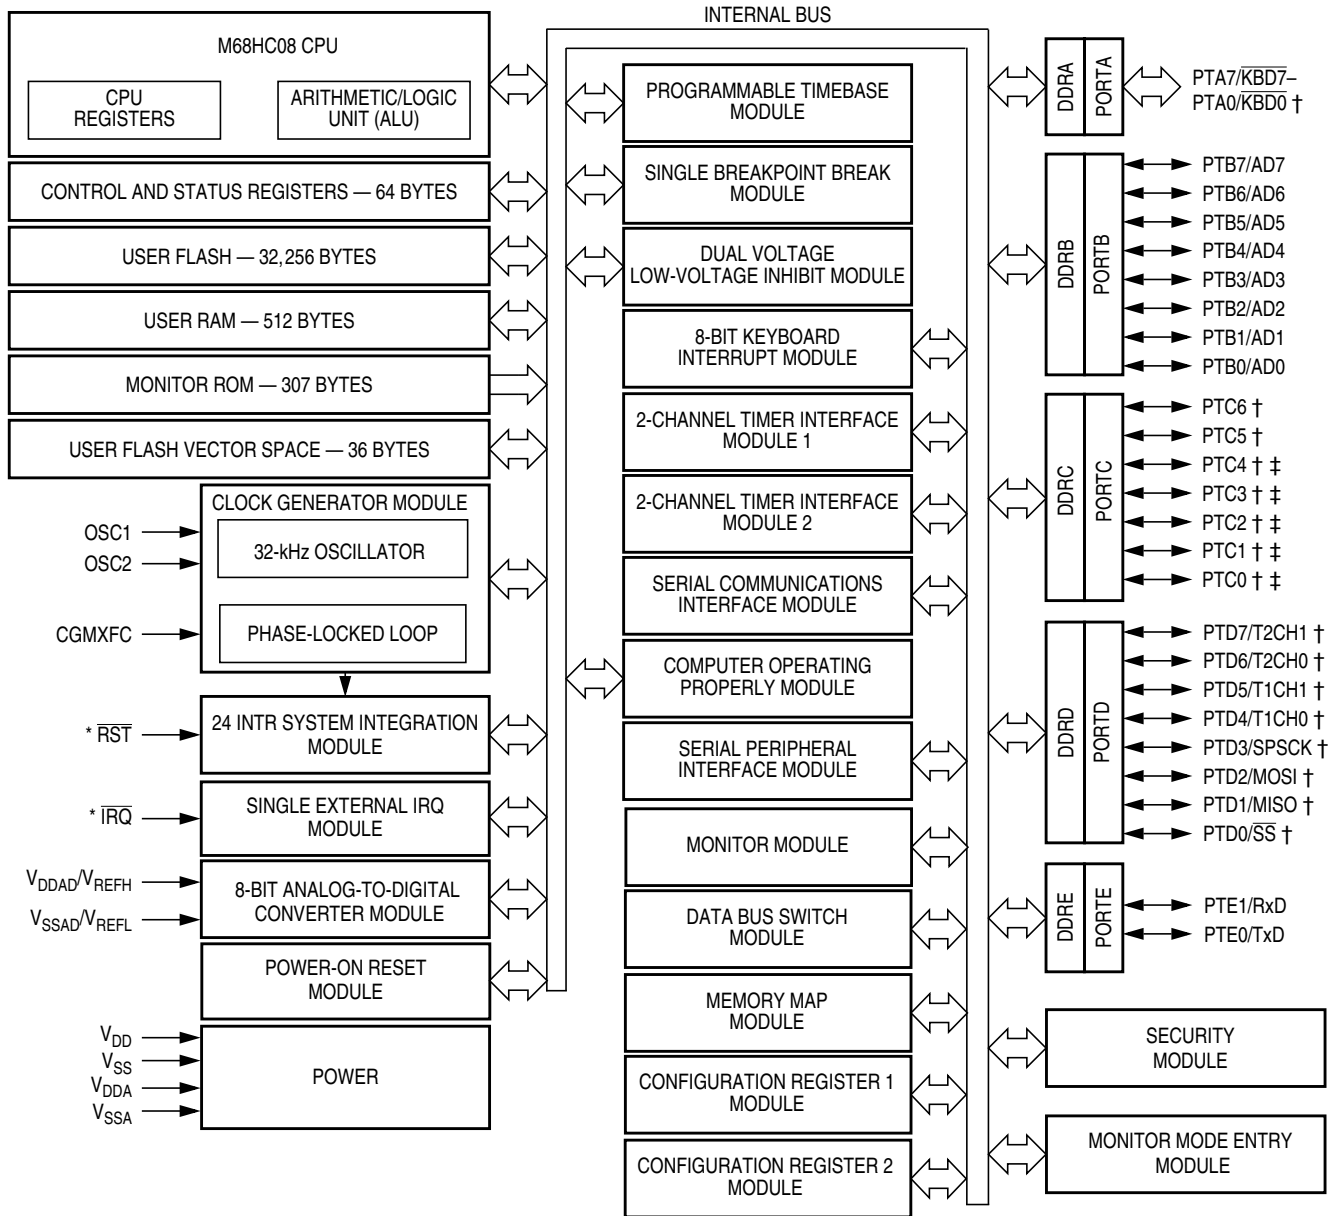 INTERNAL BUS
M68HC08 CPU
CPU
REGISTERS
ARITHMETIC/LOGIC
UNIT (ALU)
CONTROL AND STATUS REGISTERS — 64 BYTES
USER FLASH — 32,256 BYTES
USER RAM — 512 BYTES
MONITOR ROM — 307 BYTES
USER FLASH VECTOR SPACE — 36 BYTES
CLOCK GENERATOR MODULE
32-kHz OSCILLATOR
PHASE-LOCKED LOOP
OSC1
OSC2
CGMXFC
24 INTR SYSTEM INTEGRATION
MODULE
* R̅S̅T̅
SINGLE EXTERNAL IRQ
MODULE
* I̅R̅Q̅
8-BIT ANALOG-TO-DIGITAL
CONVERTER MODULE
VDDAD/VREFH
VSSAD/VREFL
POWER-ON RESET
MODULE
POWER
VDD
VSS
VDDA
VSSA
PROGRAMMABLE TIMEBASE
MODULE
SINGLE BREAKPOINT BREAK
MODULE
DUAL VOLTAGE
LOW-VOLTAGE INHIBIT MODULE
8-BIT KEYBOARD
INTERRUPT MODULE
2-CHANNEL TIMER INTERFACE
MODULE 1
2-CHANNEL TIMER INTERFACE
MODULE 2
SERIAL COMMUNICATIONS
INTERFACE MODULE
COMPUTER OPERATING
PROPERLY MODULE
SERIAL PERIPHERAL
INTERFACE MODULE
MONITOR MODULE
DATA BUS SWITCH
MODULE
MEMORY MAP
MODULE
CONFIGURATION REGISTER 1
MODULE
CONFIGURATION REGISTER 2
MODULE
DDRA
PORTA
PTA7/K̅B̅D̅7̅–
PTA0/K̅B̅D̅0̅ †
DDRB
PORTB
PTB7/AD7
PTB6/AD6
PTB5/AD5
PTB4/AD4
PTB3/AD3
PTB2/AD2
PTB1/AD1
PTB0/AD0
DDRC
PORTC
PTC6 †
PTC5 †
PTC4 † ‡
PTC3 † ‡
PTC2 † ‡
PTC1 † ‡
PTC0 † ‡
DDRD
PORTD
PTD7/T2CH1 †
PTD6/T2CH0 †
PTD5/T1CH1 †
PTD4/T1CH0 †
PTD3/SPSCK †
PTD2/MOSI †
PTD1/MISO †
PTD0/S̅S̅ †
DDRE
PORTE
PTE1/RxD
PTE0/TxD
SECURITY
MODULE
MONITOR MODE ENTRY
MODULE